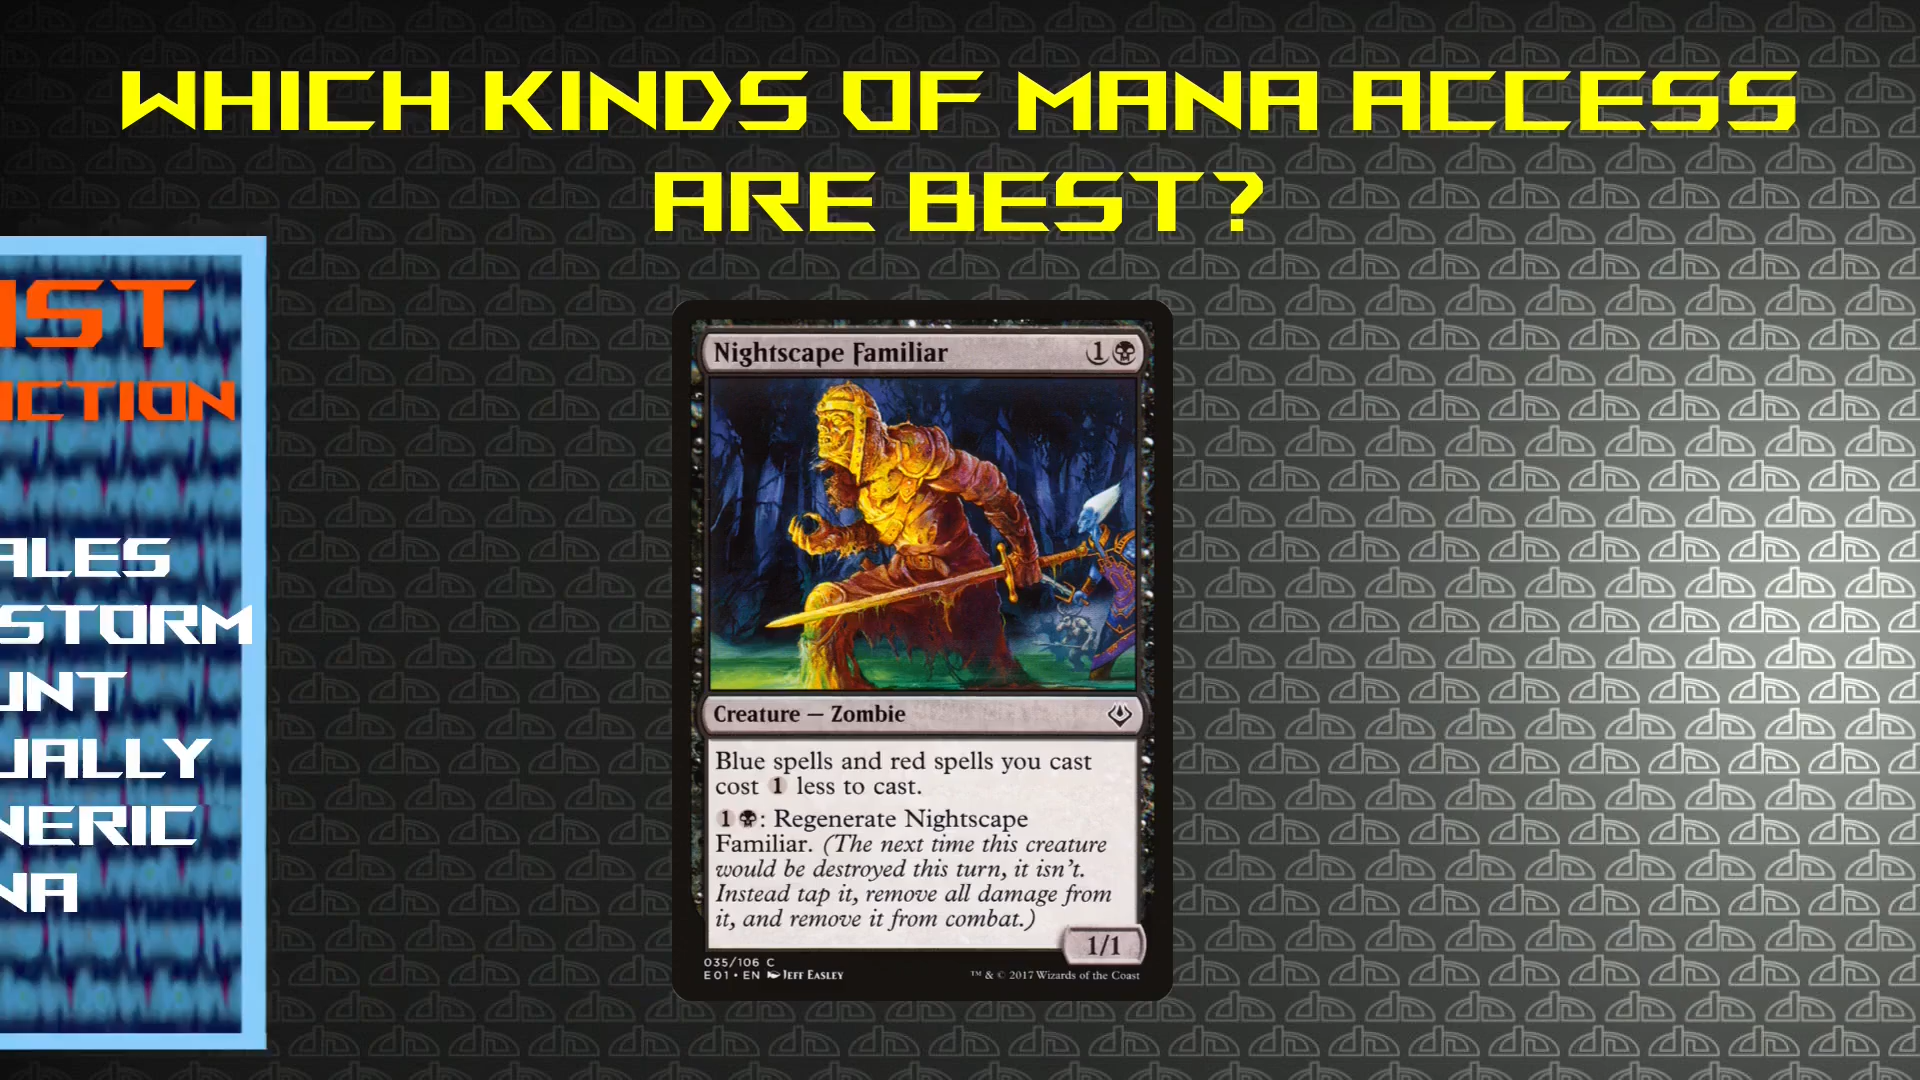 WHICH KINDS OF MANA ACCESS
ARE BEST?
Nightscape Familiar 1
Creature — Zombie
Blue spells and red spells you cast
cost 1 less to cast.
1 : Regenerate Nightscape
Familiar. (The next time this creature
would be destroyed this turn, it isn't.
Instead tap it, remove all damage from
it, and remove it from combat.)
1/1
035/106 C
E01 • EN Jeff Easley
™ & © 2017 Wizards of the Coast